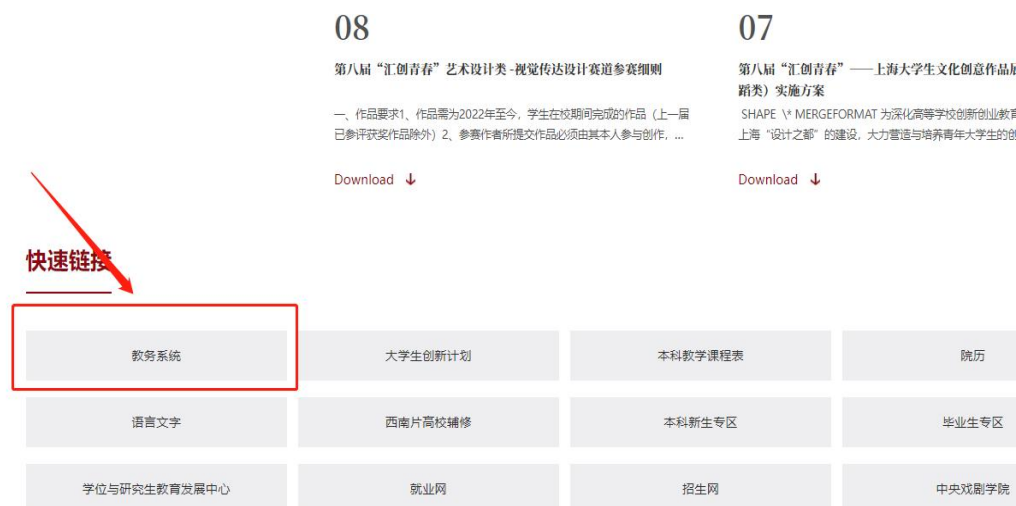 08
第八届“汇创青春”艺术设计类-视觉传达设计赛道参赛细则
一、作品要求1、作品需为2022年至今，学生在校期间完成的作品（上一届
已参评获奖作品除外）2、参赛作者所提交作品必须由其本人参与创作，...
Download
07
第八届“汇创青春”——上海大学生文化创意作品展
蹈类）实施方案
SHAPE \* MERGEFORMAT 为深化高等学校创新创业教育
上海“设计之都”的建设，大力营造与培养青年大学生的创
Download
快速链接
教务系统
大学生创新计划
本科教学课程表
院历
语言文字
西南片高校辅修
本科新生专区
毕业生专区
学位与研究生教育发展中心
就业网
招生网
中央戏剧学院